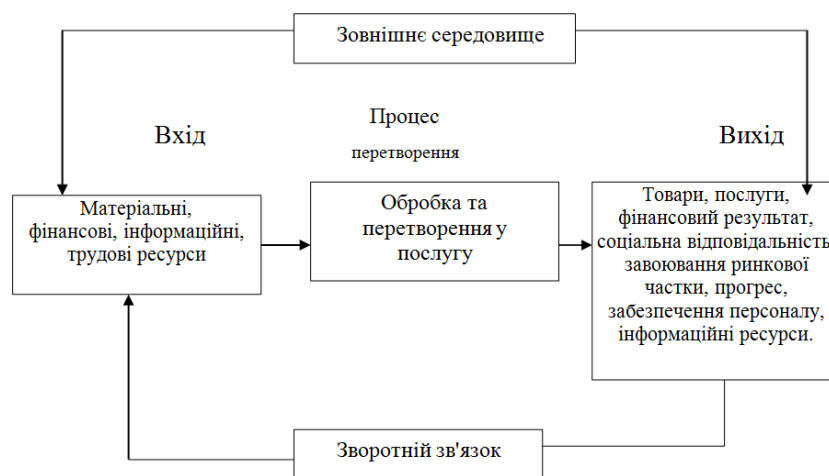 Зовнішнє середовище
Вхід
Процес
перетворення
Вихід
Матеріальні,
фінансові, інформаційні,
трудові ресурси
Обробка та
перетворення у
послугу
Товари, послуги,
фінансовий результат,
соціальна відповідальність
завоювання ринкової
частки, прогрес,
забезпечення персоналу,
інформаційні ресурси.
Зворотній зв'язок